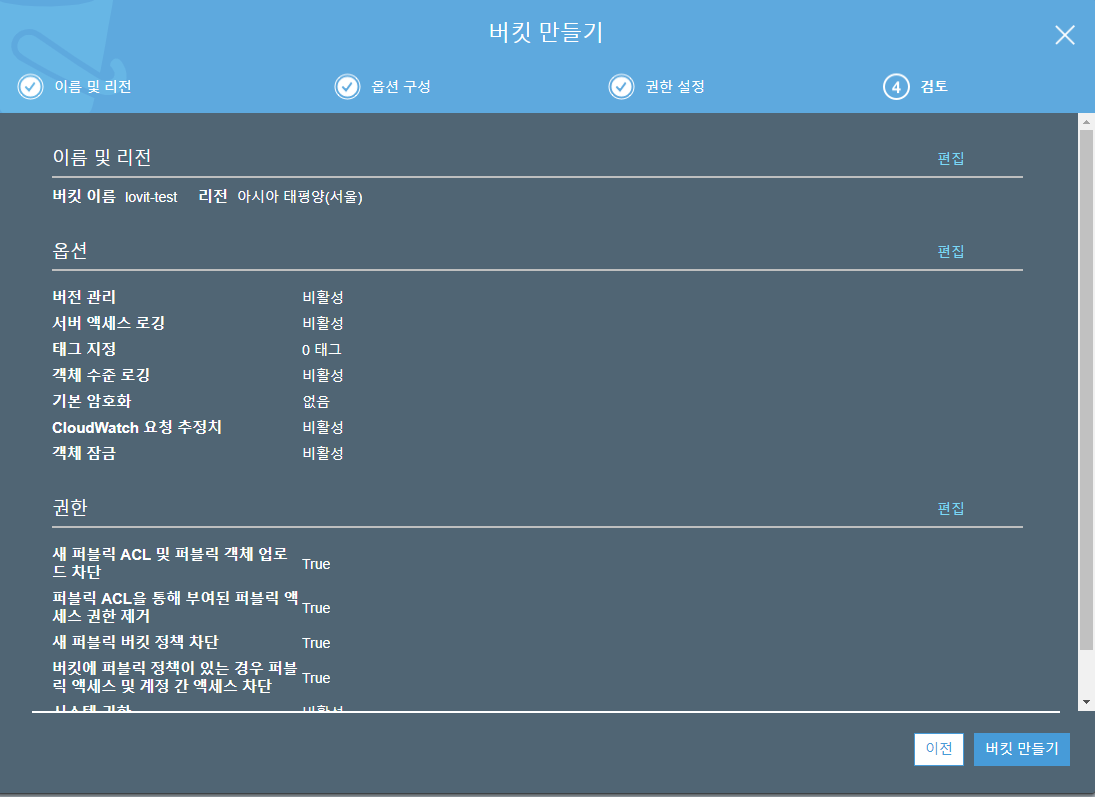 버킷 만들기
이름 및 리전
옵션 구성
권한 설정
4 검토
이름 및 리전 편집
버킷 이름 lovit-test 리전 아시아 태평양(서울)
옵션 편집
버전 관리 비활성
서버 액세스 로깅 비활성
태그 지정 0 태그
객체 수준 로깅 비활성
기본 암호화 없음
CloudWatch 요청 추정치 비활성
객체 잠금 비활성
권한 편집
새 퍼블릭 ACL 및 퍼블릭 객체 업로
드 차단 True
퍼블릭 ACL을 통해 부여된 퍼블릭 액
세스 권한 제거 True
새 퍼블릭 버킷 정책 차단 True
버킷에 퍼블릭 정책이 있는 경우 퍼블
릭 액세스 및 계정 간 액세스 차단 True
시스템 권한 비활성
이전 버킷 만들기